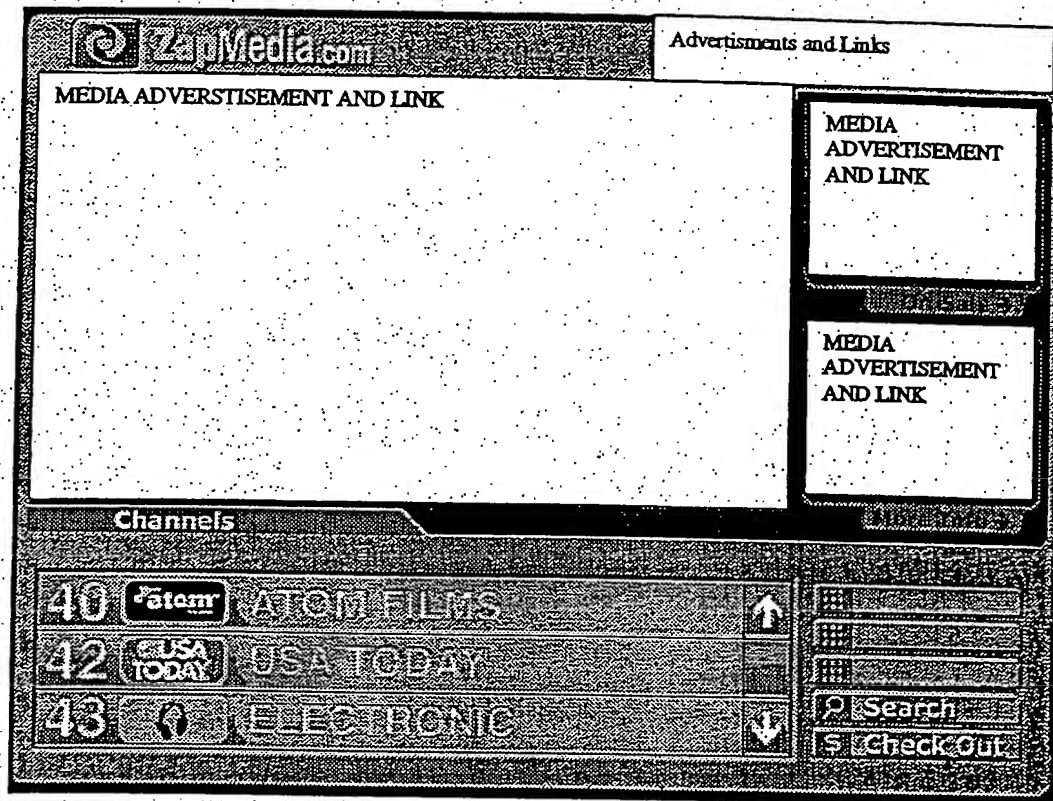 ZapMedia.com
Advertisments and Links
MEDIA ADVERSTISEMENT AND LINK
MEDIA
ADVERTISEMENT
AND LINK
MEDIA
ADVERTISEMENT
AND LINK
Channels
40 atom ATOM FILMS
42 USA TODAY USA TODAY
43 ELECTRONIC
Search
$ Check Out